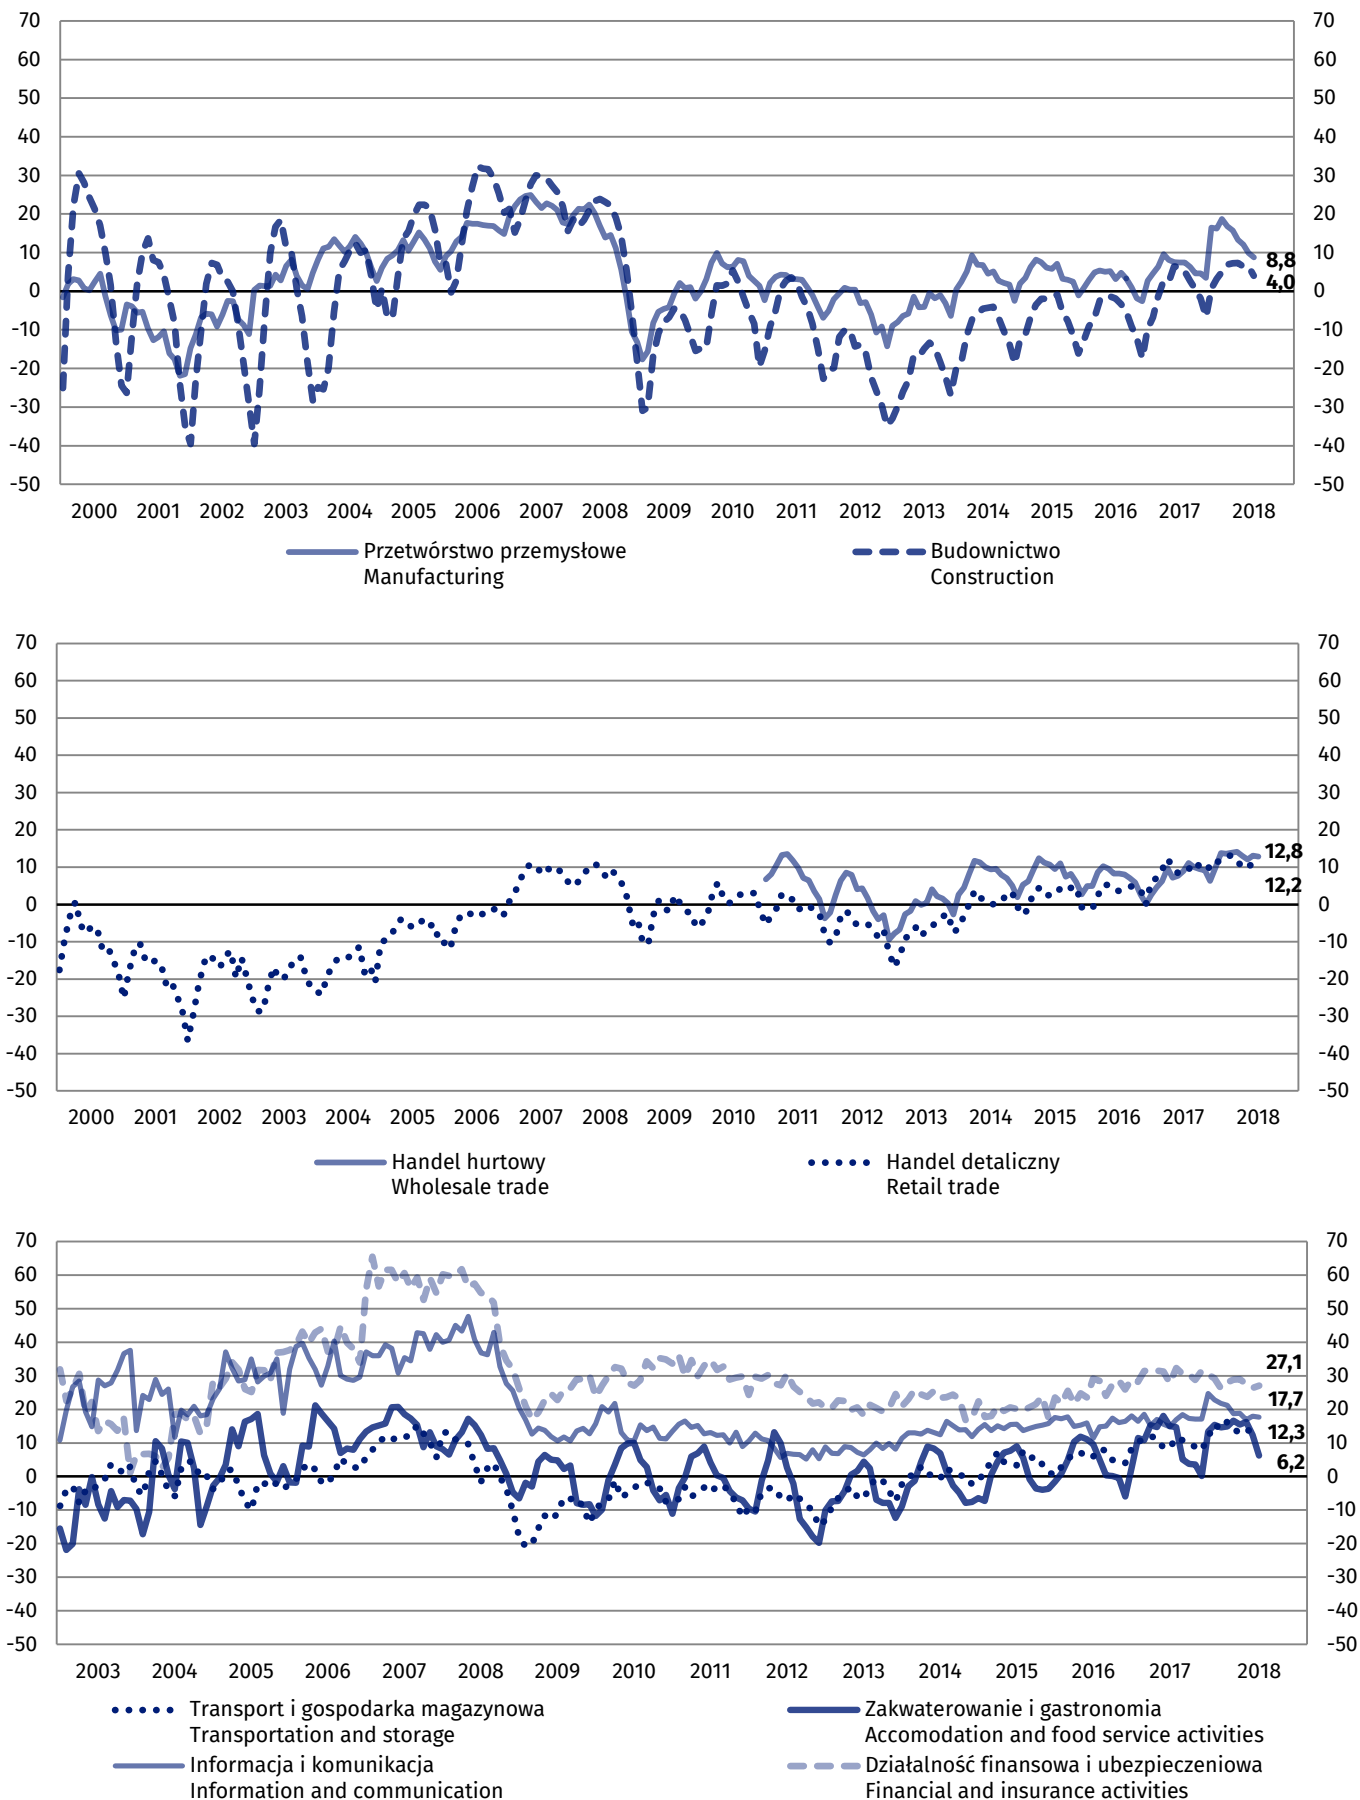 70 70
60 60
50 50
40 40
30 30
20 20
10 10
8,8
4,0
0 0
-10 -10
-20 -20
-30 -30
-40 -40
-50 -50
2000 2001 2002 2003 2004 2005 2006 2007 2008 2009 2010 2011 2012 2013 2014 2015 2016 2017 2018
Przetwórstwo przemysłowe
Manufacturing
Budownictwo
Construction
70 70
60 60
50 50
40 40
30 30
20 20
10 10
12,8
12,2
0 0
-10 -10
-20 -20
-30 -30
-40 -40
-50 -50
2000 2001 2002 2003 2004 2005 2006 2007 2008 2009 2010 2011 2012 2013 2014 2015 2016 2017 2018
Handel hurtowy
Wholesale trade
Handel detaliczny
Retail trade
70 70
60 60
50 50
40 40
27,1
30 30
17,7
20 20
12,3
10 10
6,2
0 0
-10 -10
-20 -20
-30 -30
-40 -40
-50 -50
2003 2004 2005 2006 2007 2008 2009 2010 2011 2012 2013 2014 2015 2016 2017 2018
Transport i gospodarka magazynowa
Transportation and storage
Zakwaterowanie i gastronomia
Accomodation and food service activities
Informacja i komunikacja
Information and communication
Działalność finansowa i ubezpieczeniowa
Financial and insurance activities